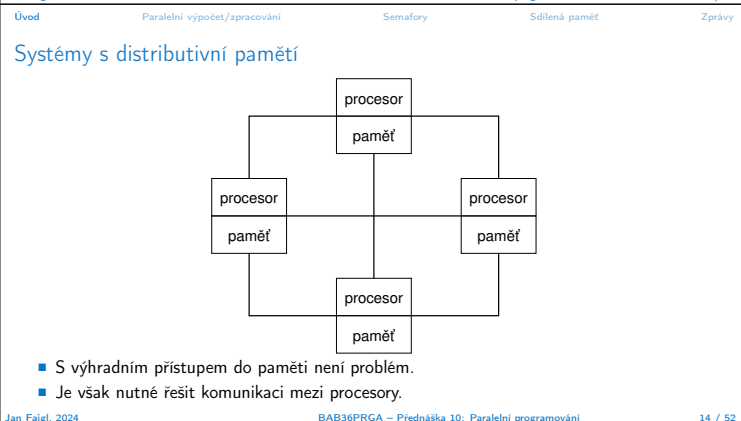 Úvod Paralelní výpočet/zpracování Semafory Sdílená paměť Zprávy
Systémy s distributivní pamětí
procesor
paměť
procesor procesor
paměť paměť
procesor
paměť
S výhradním přístupem do paměti není problém.
Je však nutné řešit komunikaci mezi procesory.
Jan Faigl, 2024 BAB36PRGA – Přednáška 10: Paralelní programování 14 / 52